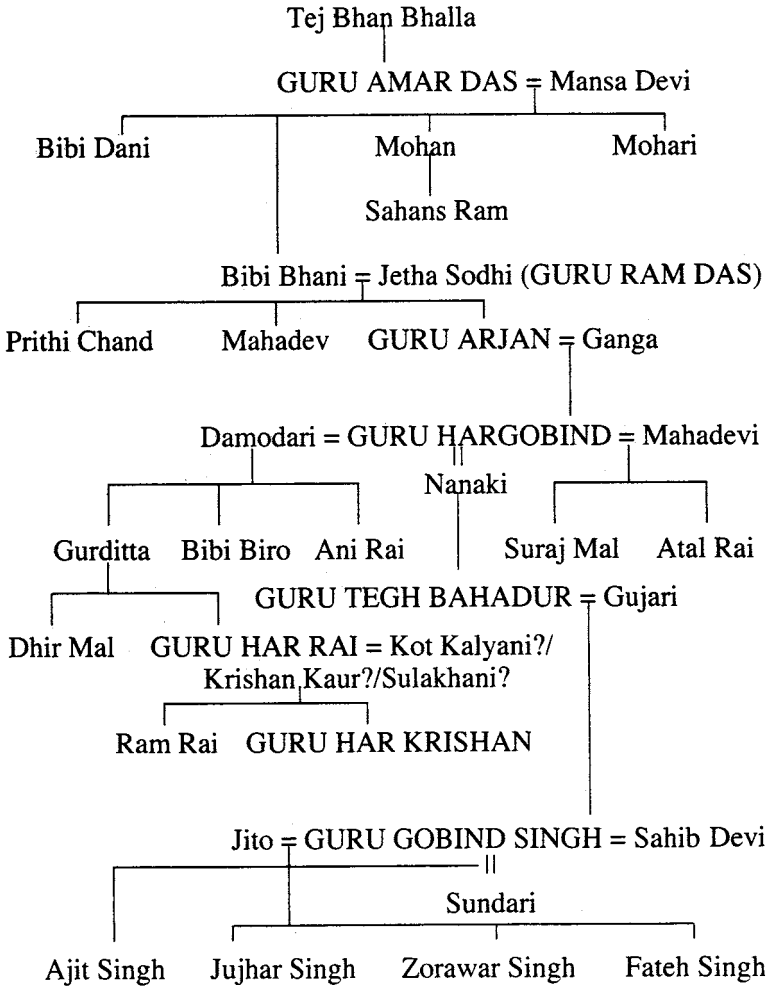 Tej Bhan Bhalla
GURU AMAR DAS = Mansa Devi
Bibi Dani Mohan Mohari
Sahans Ram
Bibi Bhani = Jetha Sodhi (GURU RAM DAS)
Prithi Chand Mahadev GURU ARJAN = Ganga
Damodari = GURU HARGOBIND = Mahadevi
Nanaki
Gurditta Bibi Biro Ani Rai Suraj Mal Atal Rai
GURU TEGH BAHADUR = Gujari
Dhir Mal GURU HAR RAI = Kot Kalyani?/
Krishan Kaur?/Sulakhani?
Ram Rai GURU HAR KRISHAN
Jito = GURU GOBIND SINGH = Sahib Devi
Sundari
Ajit Singh Jujhar Singh Zorawar Singh Fateh Singh